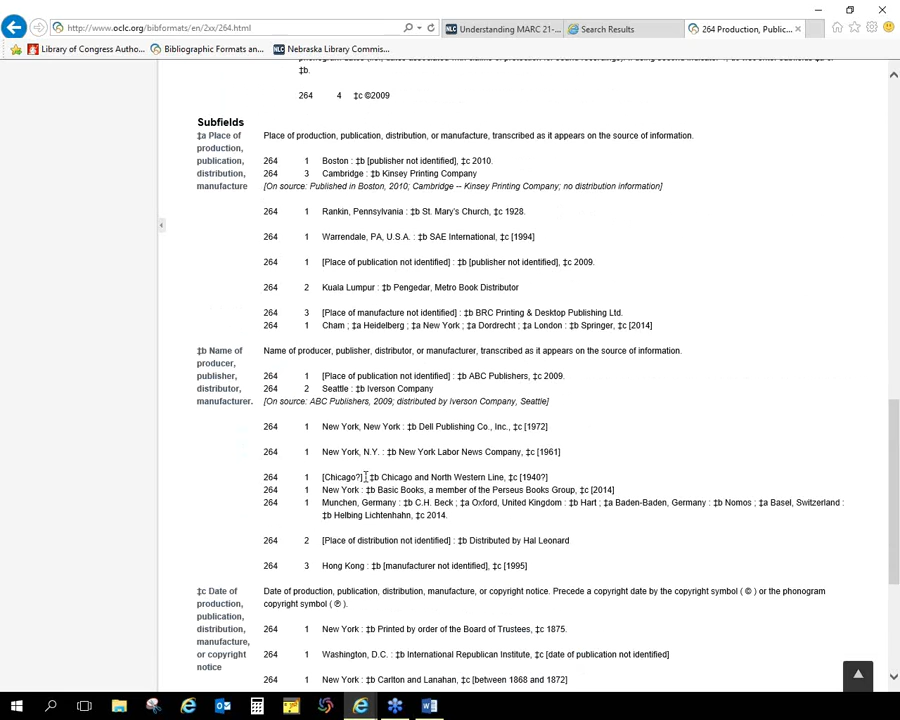 http://www.oclc.org/bibformats/en/2xx/264.html
Understanding MARC 21-...
Search Results
264 Production, Public...
Library of Congress Autho...
Bibliographic Formats an...
Nebraska Library Commis...
‡b.
264 4 ‡c ©2009
Subfields
‡a Place of production, publication, distribution, manufacture
Place of production, publication, distribution, or manufacture, transcribed as it appears on the source of information.
264 1 Boston : ‡b [publisher not identified], ‡c 2010.
264 3 Cambridge : ‡b Kinsey Printing Company
[On source: Published in Boston, 2010; Cambridge -- Kinsey Printing Company; no distribution information]
264 1 Rankin, Pennsylvania : ‡b St. Mary's Church, ‡c 1928.
264 1 Warrendale, PA, U.S.A. : ‡b SAE International, ‡c [1994]
264 1 [Place of publication not identified] : ‡b [publisher not identified], ‡c 2009.
264 2 Kuala Lumpur : ‡b Pengedar, Metro Book Distributor
264 3 [Place of manufacture not identified] : ‡b BRC Printing & Desktop Publishing Ltd.
264 1 Cham ; ‡a Heidelberg ; ‡a New York ; ‡a Dordrecht ; ‡a London : ‡b Springer, ‡c [2014]
‡b Name of producer, publisher, distributor, manufacturer.
Name of producer, publisher, distributor, or manufacturer, transcribed as it appears on the source of information.
264 1 [Place of publication not identified] : ‡b ABC Publishers, ‡c 2009.
264 2 Seattle : ‡b Iverson Company
[On source: ABC Publishers, 2009; distributed by Iverson Company, Seattle]
264 1 New York, New York : ‡b Dell Publishing Co., Inc., ‡c [1972]
264 1 New York, N.Y. : ‡b New York Labor News Company, ‡c [1961]
264 1 [Chicago?] : ‡b Chicago and North Western Line, ‡c [1940?]
264 1 New York : ‡b Basic Books, a member of the Perseus Books Group, ‡c [2014]
264 1 Munchen, Germany : ‡b C.H. Beck ; ‡a Oxford, United Kingdom : ‡b Hart ; ‡a Baden-Baden, Germany : ‡b Nomos ; ‡a Basel, Switzerland :
‡b Helbing Lichtenhahn, ‡c 2014.
264 2 [Place of distribution not identified] : ‡b Distributed by Hal Leonard
264 3 Hong Kong : ‡b [manufacturer not identified], ‡c [1995]
‡c Date of production, publication, distribution, manufacture, or copyright notice
Date of production, publication, distribution, manufacture, or copyright notice. Precede a copyright date by the copyright symbol ( © ) or the phonogram
copyright symbol ( ℗ ).
264 1 New York : ‡b Printed by order of the Board of Trustees, ‡c 1875.
264 1 Washington, D.C. : ‡b International Republican Institute, ‡c [date of publication not identified]
264 1 New York : ‡b Carlton and Lanahan, ‡c [between 1868 and 1872]